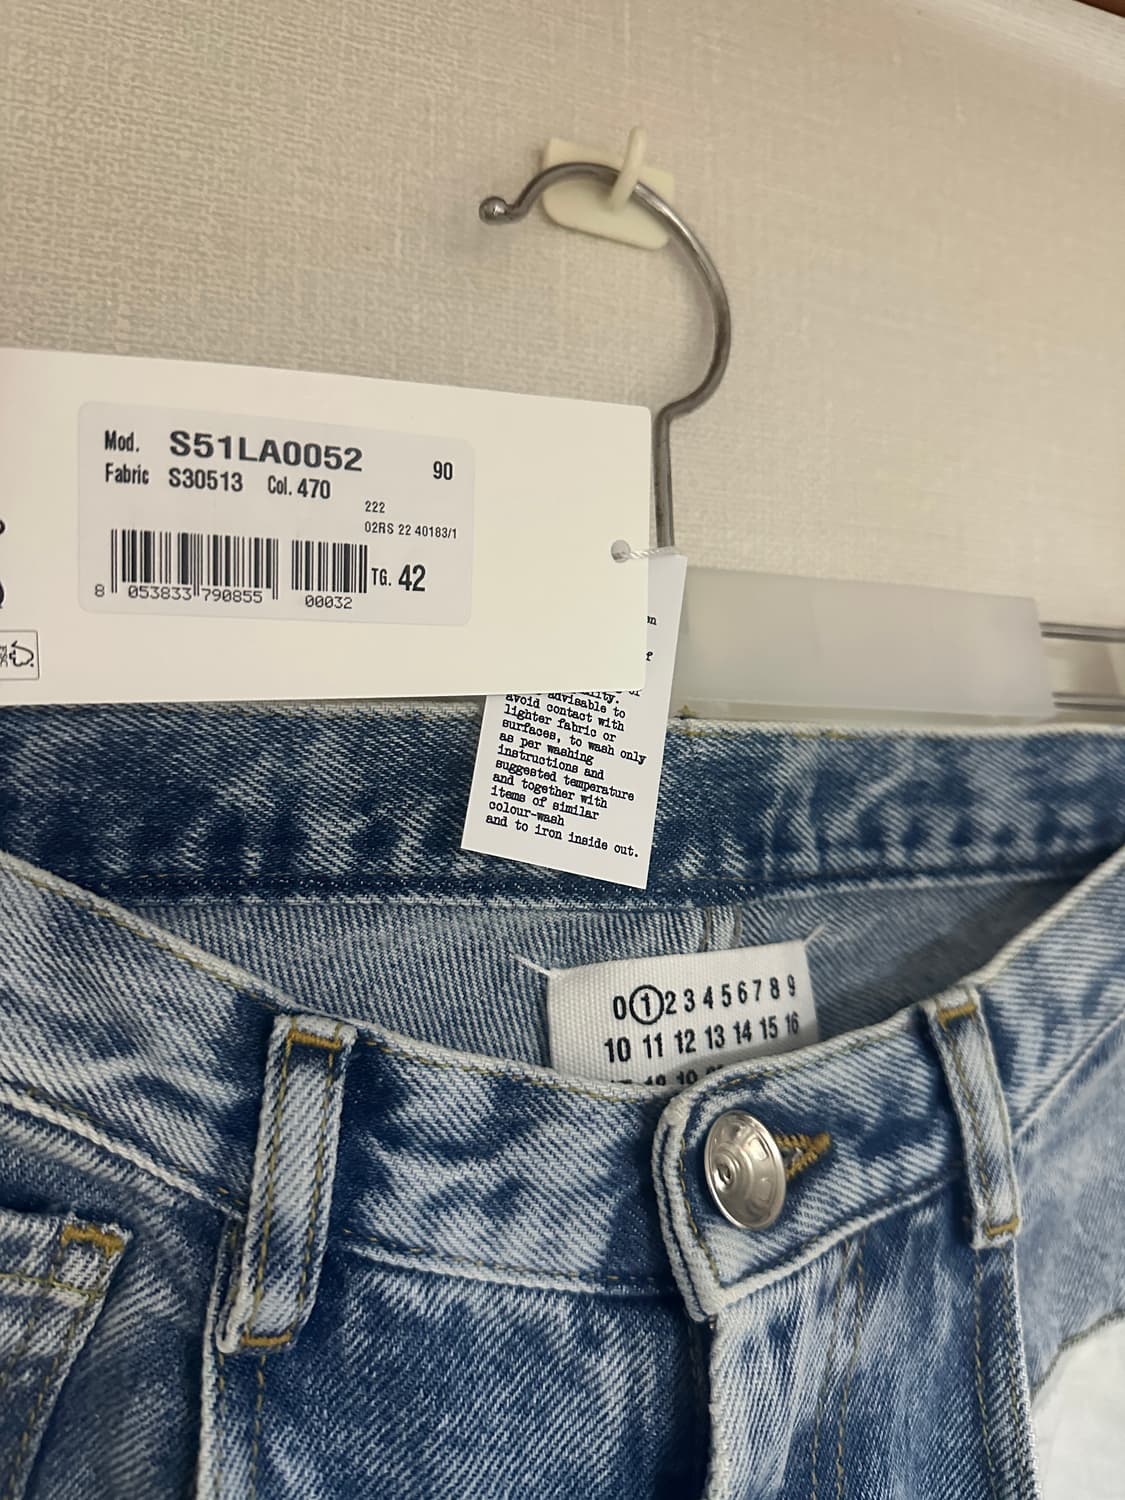 Mod. S51LA0052 90
Fabric S30513 Col. 470
222
02RS 22 40183/1
TG. 42
8 053833 790855 00032
advisable to
avoid contact with
lighter fabric or
surfaces, to wash only
as per washing
instructions and
suggested temperature
and together with
items of similar
colour-wash
and to iron inside out.
0 1 2 3 4 5 6 7 8 9
10 11 12 13 14 15 16